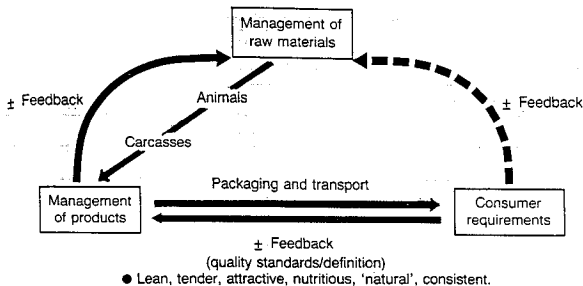 Management of
raw materials
± Feedback
± Feedback
Animals
Carcasses
Management
of products
Packaging and transport
Consumer
requirements
± Feedback
(quality standards/definition)
● Lean, tender, attractive, nutritious, 'natural', consistent.